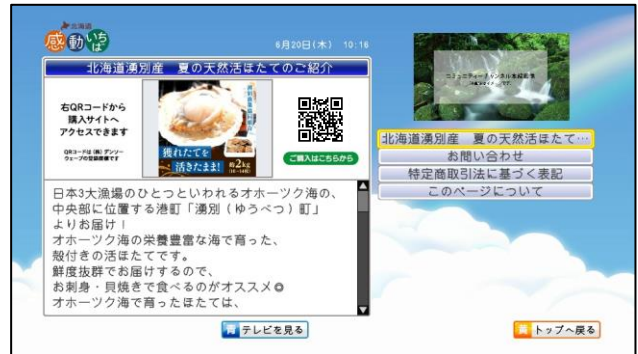 北海道
感動いちば
6月20日(木) 10:16
北海道湧別産 夏の天然活ほたてのご紹介
右QRコードから
購入サイトへ
アクセスできます
QRコードは(株)デンソー
ウェーブの登録商標です
獲れたてを
活きたまま!
約2kg
ご購入はこちらから
日本3大漁場のひとつといわれるオホーツク海の、
中央部に位置する港町「湧別(ゆうべつ)町」
よりお届け!
オホーツク海の栄養豊富な海で育った、
殻付きの活ほたてです。
鮮度抜群でお届けするので、
お刺身・貝焼きで食べるのがオススメ◎
オホーツク海で育ったほたては、
北海道湧別産 夏の天然活ほたて…
お問い合わせ
特定商取引法に基づく表記
このページについて
青 テレビを見る
黄 トップへ戻る